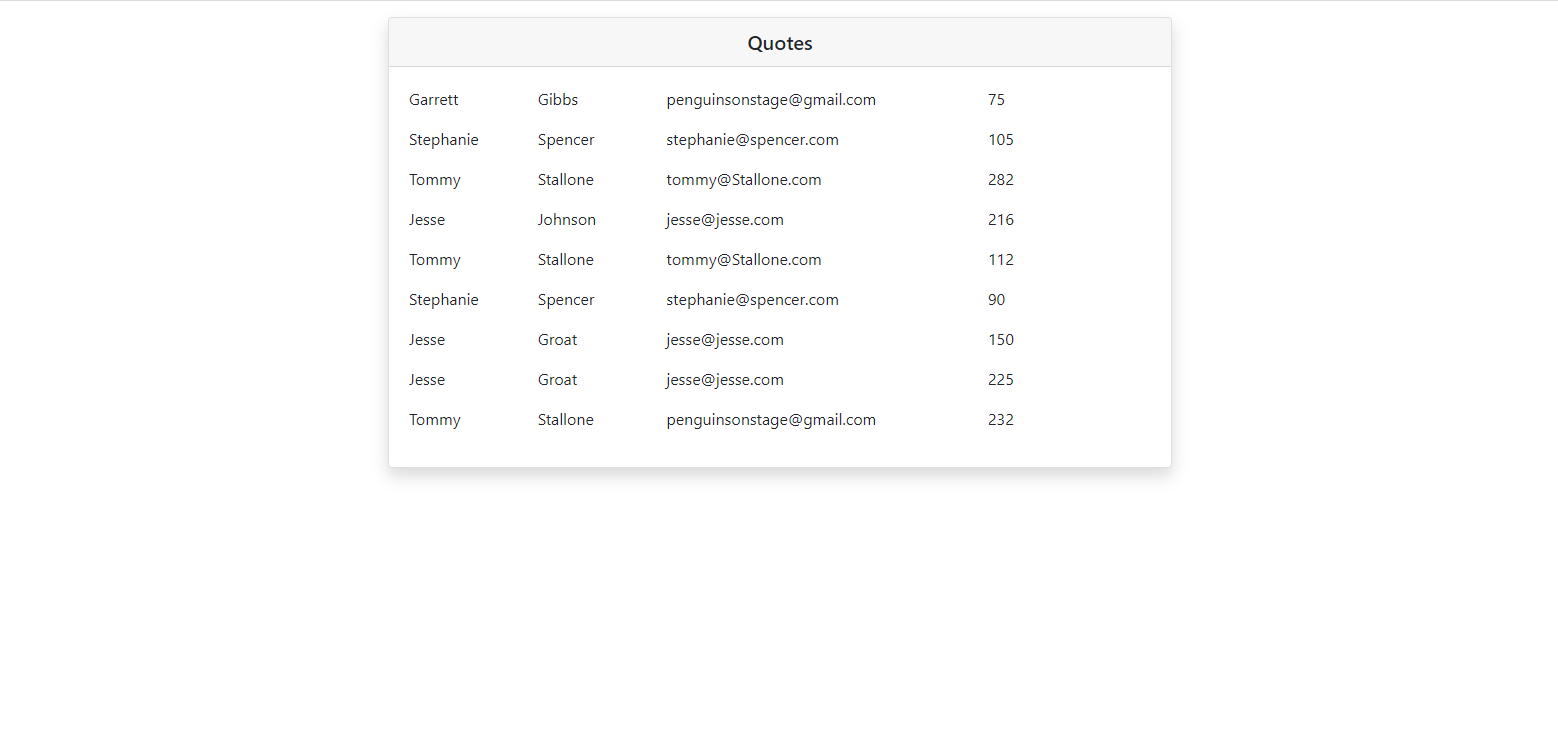 Quotes
Garrett Gibbs penguinsonstage@gmail.com 75
Stephanie Spencer stephanie@spencer.com 105
Tommy Stallone tommy@Stallone.com 282
Jesse Johnson jesse@jesse.com 216
Tommy Stallone tommy@Stallone.com 112
Stephanie Spencer stephanie@spencer.com 90
Jesse Groat jesse@jesse.com 150
Jesse Groat jesse@jesse.com 225
Tommy Stallone penguinsonstage@gmail.com 232